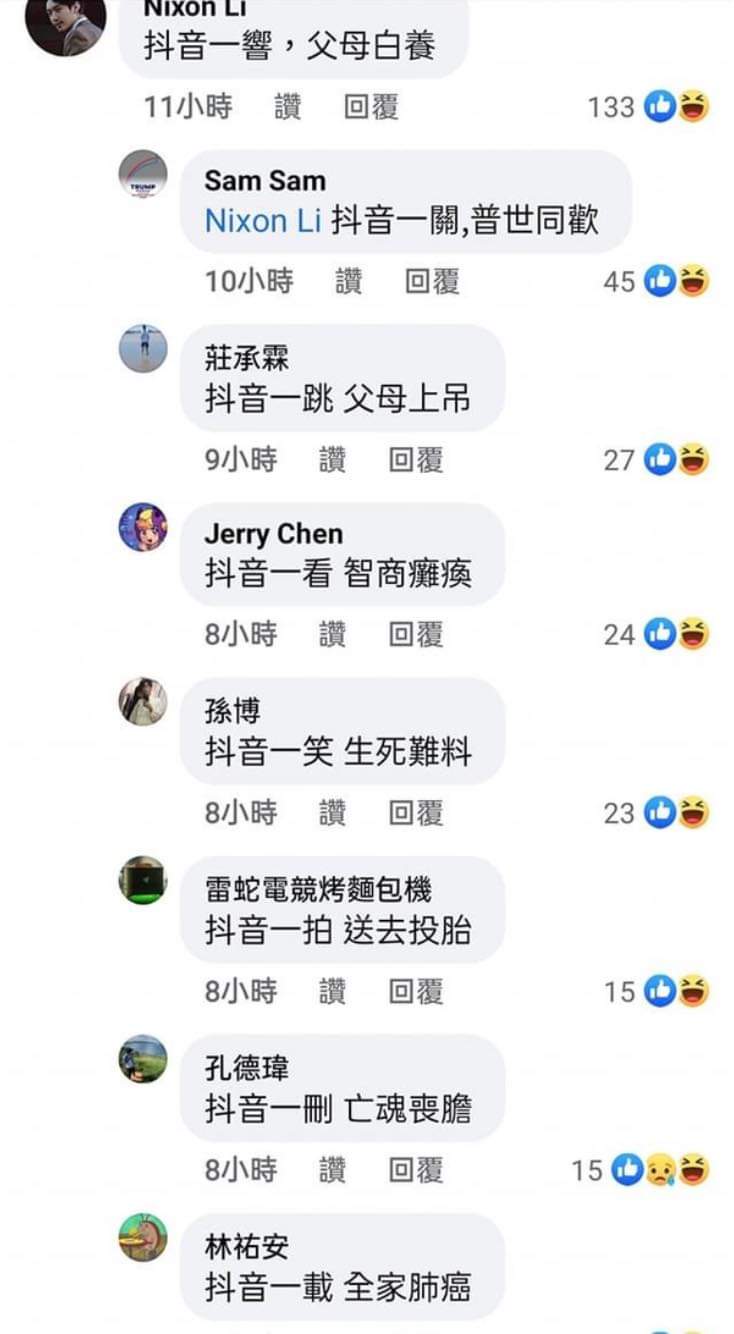 Nixon Li
抖音一響，父母白養
11小時 讚 回覆 133
TRUMP
Sam Sam
Nixon Li 抖音一關,普世同歡
10小時 讚 回覆 45
莊承霖
抖音一跳 父母上吊
9小時 讚 回覆 27
Jerry Chen
抖音一看 智商癱瘓
8小時 讚 回覆 24
孫博
抖音一笑 生死難料
8小時 讚 回覆 23
雷蛇電競烤麵包機
抖音一拍 送去投胎
8小時 讚 回覆 15
孔德瑋
抖音一刪 亡魂喪膽
8小時 讚 回覆 15
林祐安
抖音一載 全家肺癌